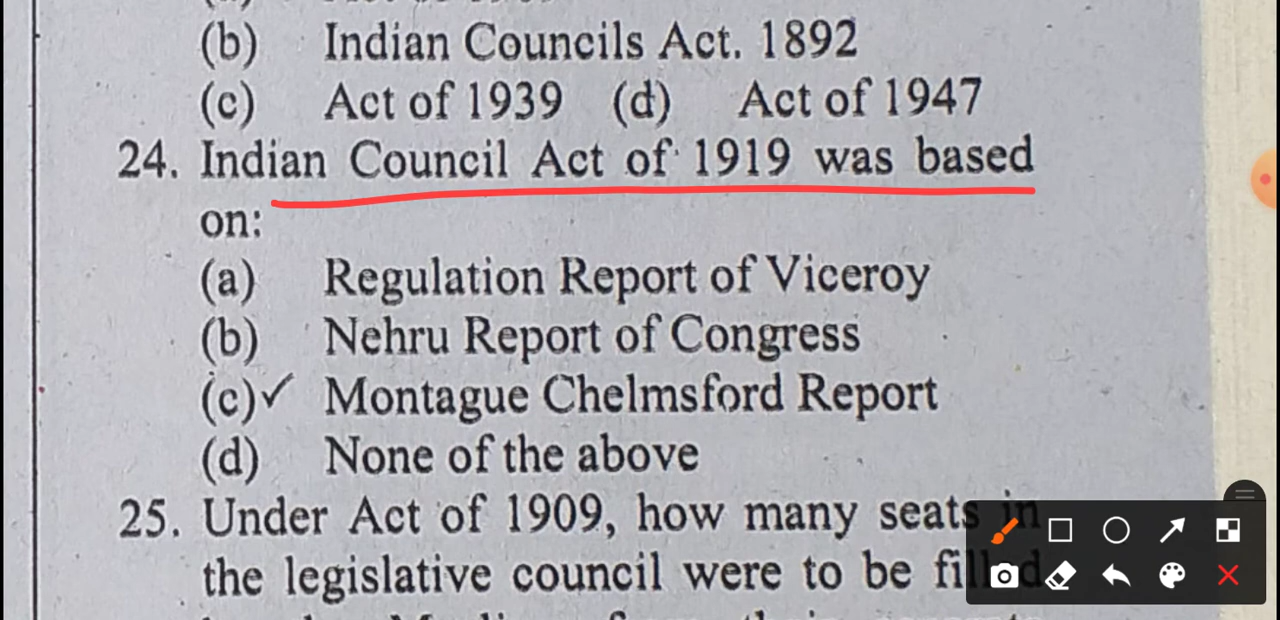 (b) Indian Councils Act. 1892
(c) Act of 1939 (d) Act of 1947
24. Indian Council Act of 1919 was based
on:
(a) Regulation Report of Viceroy
(b) Nehru Report of Congress
(c)✓ Montague Chelmsford Report
(d) None of the above
25. Under Act of 1909, how many seats in
the legislative council were to be filled